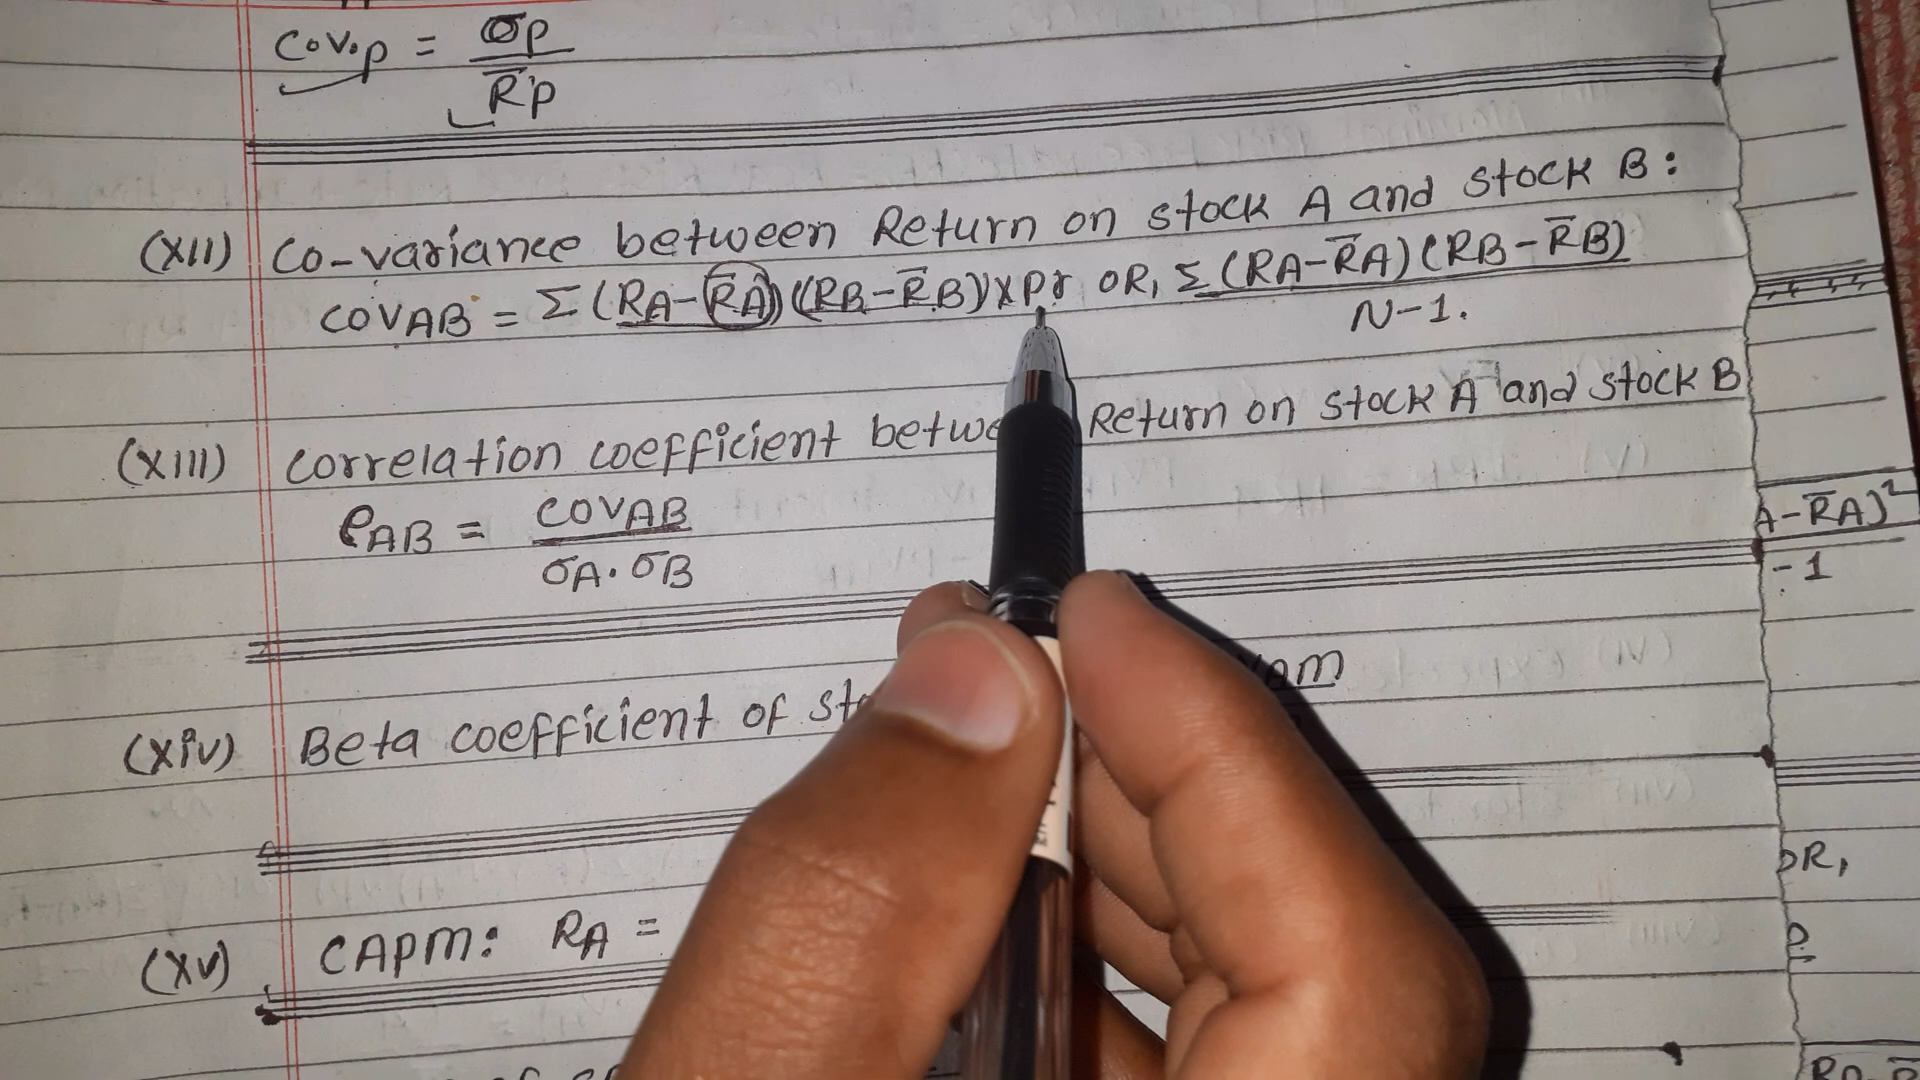 COV.P = σP
R̅P
(XII) Co-variance between Return on stock A and stock B:
COVAB = Σ (RA-R̅A) (RB-R̅B) X Pr OR, Σ (RA-R̅A) (RB-R̅B)
N-1.
(XIII) Correlation coefficient Return on stock A and stock B
ρAB = COVAB
σA.σB
A-R̅A)²
-1
(XIV) Beta coefficient of
OR,
(XV) CAPM: RA =